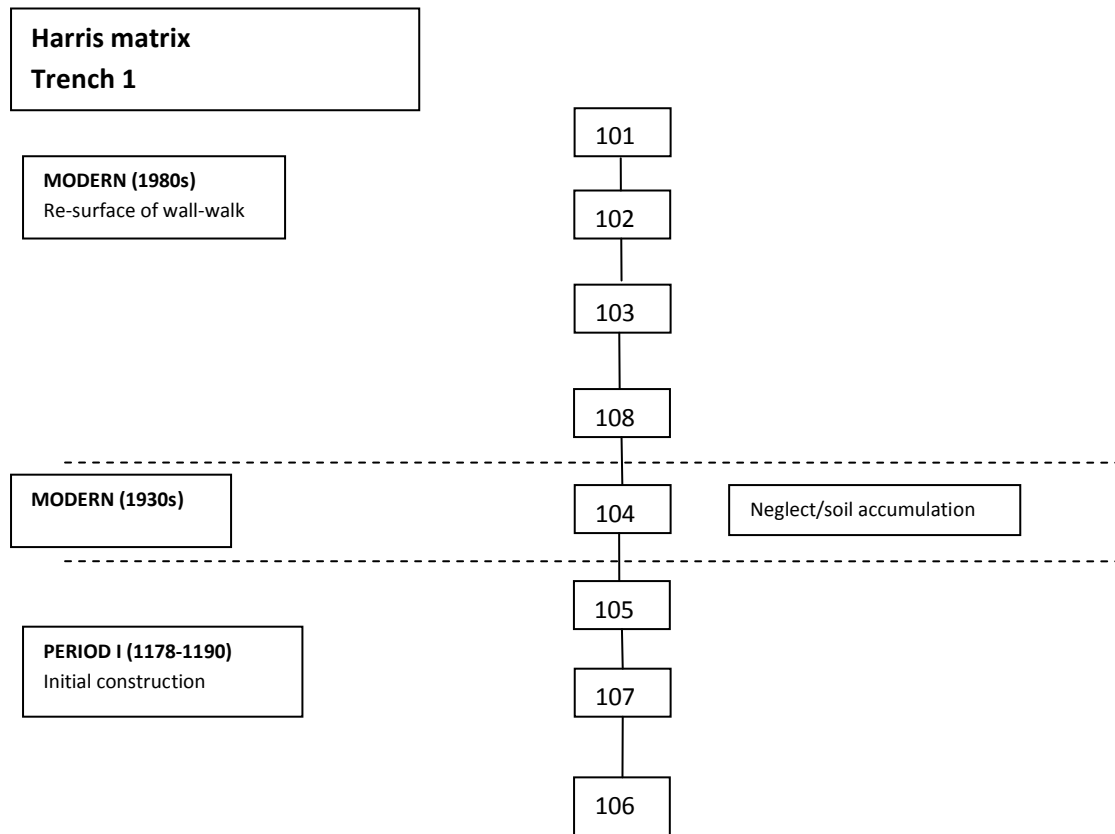 Harris matrix
Trench 1
101
MODERN (1980s)
Re-surface of wall-walk
102
103
108
MODERN (1930s)
104
Neglect/soil accumulation
105
PERIOD I (1178-1190)
Initial construction
107
106